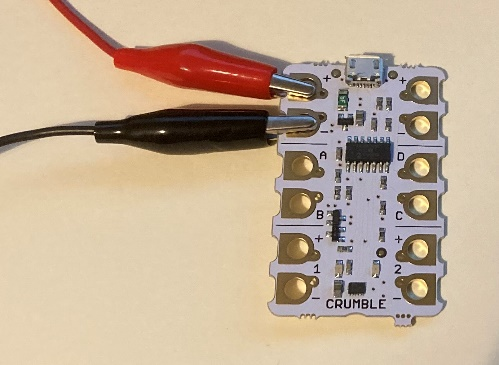 + +
- -
A D
B C
+ +
1 2
- -
CRUMBLE